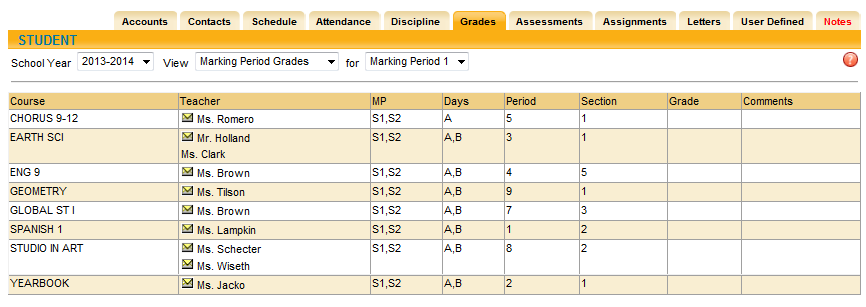 Accounts Contacts Schedule Attendance Discipline Grades Assessments Assignments Letters User Defined Notes
STUDENT
School Year 2013-2014 View Marking Period Grades for Marking Period 1 ?
Course Teacher MP Days Period Section Grade Comments
CHORUS 9-12 Ms. Romero S1,S2 A 5 1
EARTH SCI Mr. Holland S1,S2 A,B 3 1
Ms. Clark
ENG 9 Ms. Brown S1,S2 A,B 4 5
GEOMETRY Ms. Tilson S1,S2 A,B 9 1
GLOBAL ST I Ms. Brown S1,S2 A,B 7 3
SPANISH 1 Ms. Lampkin S1,S2 A,B 1 2
STUDIO IN ART Ms. Schecter S1,S2 A,B 8 2
Ms. Wiseth
YEARBOOK Ms. Jacko S1,S2 A,B 2 1